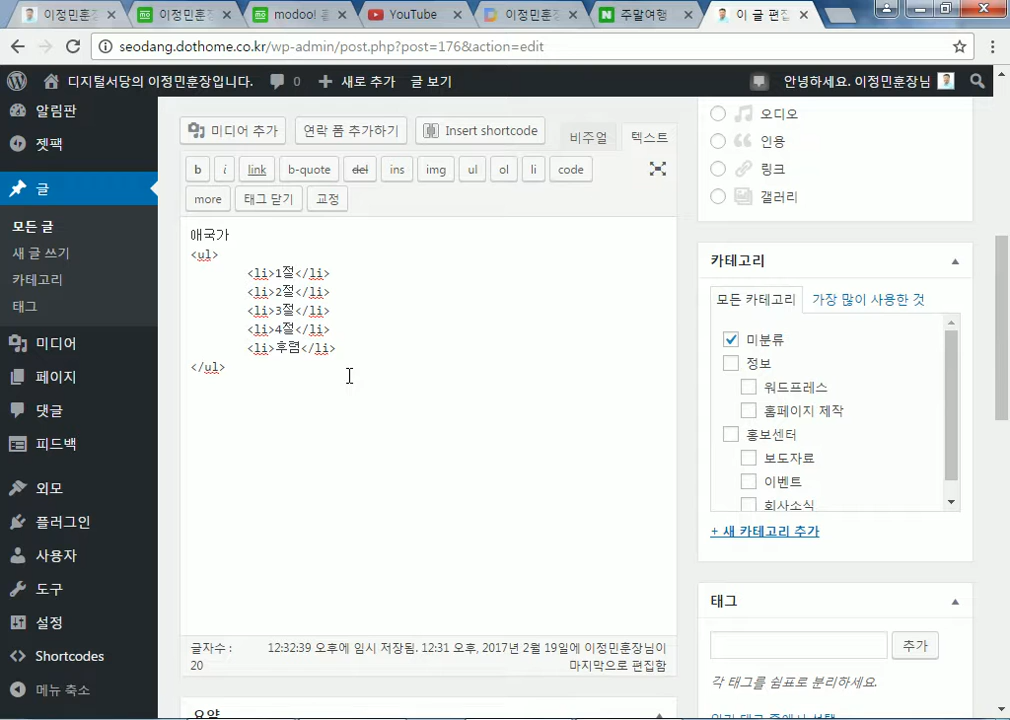 이정민훈장
이정민훈장
modoo! 홈
YouTube
이정민훈장
주말여행
이 글 편집
seodang.dothome.co.kr/wp-admin/post.php?post=176&action=edit
디지털서당의 이정민훈장입니다. 0 새로 추가 글 보기 안녕하세요. 이정민훈장님
알림판
젯팩
글
모든 글
새 글 쓰기
카테고리
태그
미디어
페이지
댓글
피드백
외모
플러그인
사용자
도구
설정
Shortcodes
메뉴 축소
미디어 추가 연락 폼 추가하기 Insert shortcode 비주얼 텍스트
b i link b-quote del ins img ul ol li code
more 태그 닫기 교정
애국가
<ul>
<li>1절</li>
<li>2절</li>
<li>3절</li>
<li>4절</li>
<li>후렴</li>
</ul>
글자수 : 20
12:32:39 오후에 임시 저장됨. 12:31 오후, 2017년 2월 19일에 이정민훈장님이
마지막으로 편집함
요약
오디오
인용
링크
갤러리
카테고리
모든 카테고리 가장 많이 사용한 것
미분류
정보
워드프레스
홈페이지 제작
홍보센터
보도자료
이벤트
회사소식
+ 새 카테고리 추가
태그
추가
각 태그를 쉼표로 분리하세요.